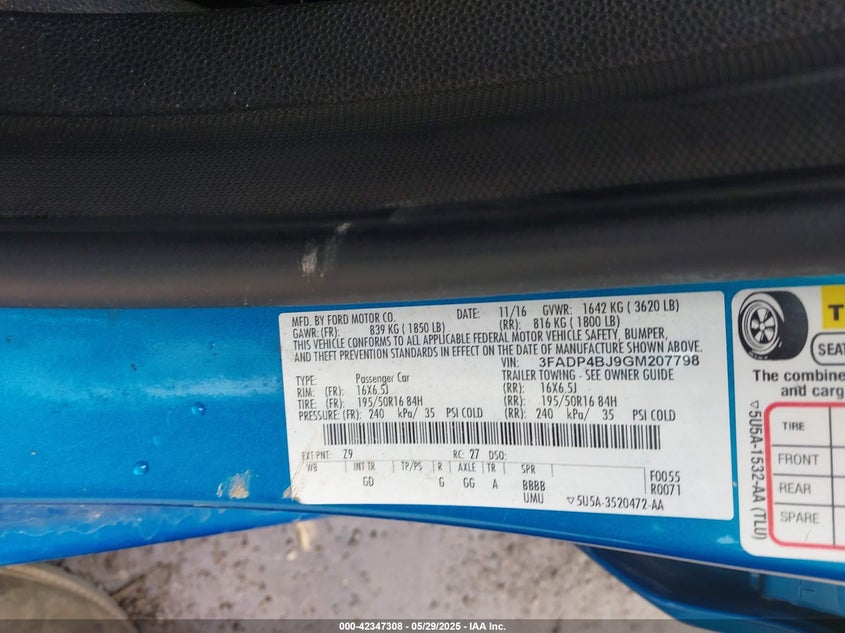 MFD. BY FORD MOTOR CO. DATE: 11/16 GVWR: 1642 KG ( 3620 LB)
GAWR: (FR): 839 KG ( 1850 LB) (RR): 816 KG ( 1800 LB)
THIS VEHICLE CONFORMS TO ALL APPLICABLE FEDERAL MOTOR VEHICLE SAFETY, BUMPER,
AND THEFT PREVENTION STANDARDS IN EFFECT ON THE DATE OF MANUFACTURE SHOWN ABOVE.
VIN: 3FADP4BJ9GM207798
TYPE: Passenger Car TRAILER TOWING - SEE OWNER GUIDE
RIM: (FR): 16X6.5J (RR): 16X6.5J
TIRE: (FR): 195/50R16 84H (RR): 195/50R16 84H
PRESSURE: (FR): 240 kPa/ 35 PSI COLD (RR): 240 kPa/ 35 PSI COLD
EXT PNT: Z9 RC: 27 DSO:
WB INT TR TP/PS R AXLE TR SPR
GD G GG A BBBB F0055
UMU R0071
▽5U5A-3520472-AA
T
SEAT
The combine
and carg
TIRE
FRONT
REAR
SPARE
▽5U5A-1532-AA (TLU)
000-42347308 - 05/29/2025 - IAA Inc.